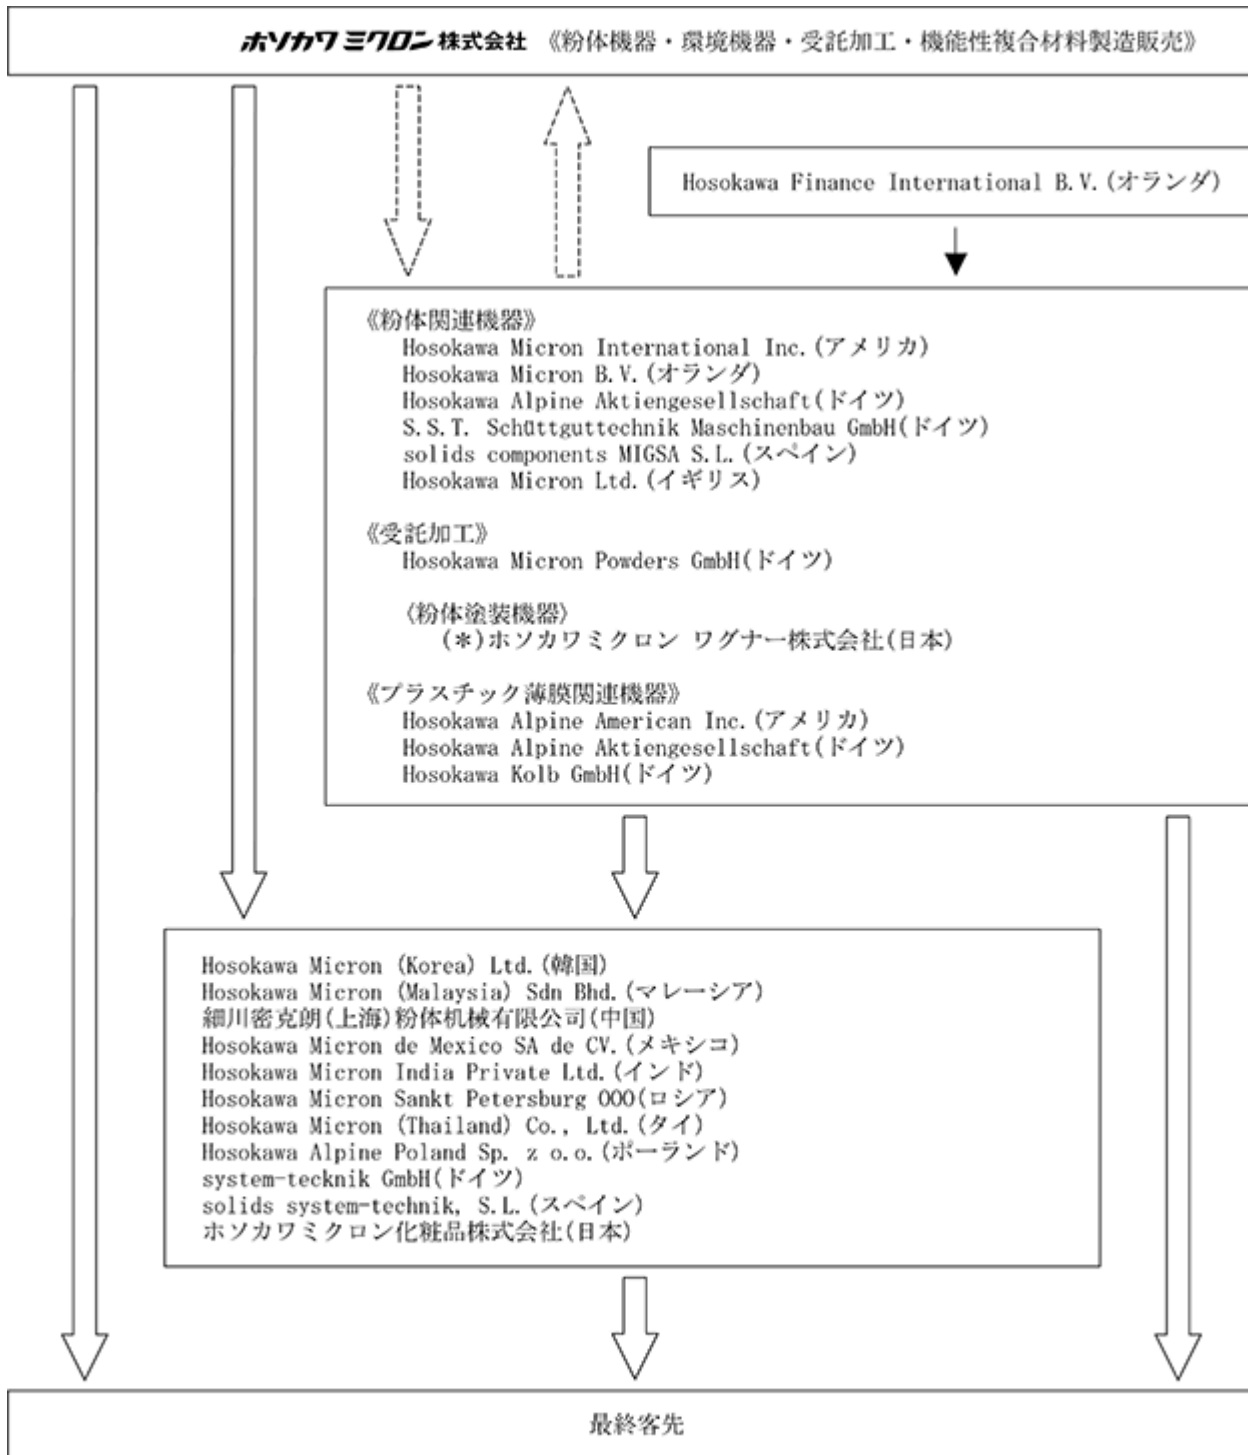 ホソカワミクロン株式会社 《粉体機器・環境機器・受託加工・機能性複合材料製造販売》
Hosokawa Finance International B.V.(オランダ)
《粉体関連機器》
Hosokawa Micron International Inc.(アメリカ)
Hosokawa Micron B.V.(オランダ)
Hosokawa Alpine Aktiengesellschaft(ドイツ)
S.S.T. Schüttguttechnik Maschinenbau GmbH(ドイツ)
solids components MIGSA S.L.(スペイン)
Hosokawa Micron Ltd.(イギリス)
《受託加工》
Hosokawa Micron Powders GmbH(ドイツ)
〈粉体塗装機器〉
(*)ホソカワミクロン ワグナー株式会社(日本)
《プラスチック薄膜関連機器》
Hosokawa Alpine American Inc.(アメリカ)
Hosokawa Alpine Aktiengesellschaft(ドイツ)
Hosokawa Kolb GmbH(ドイツ)
Hosokawa Micron (Korea) Ltd.(韓国)
Hosokawa Micron (Malaysia) Sdn Bhd.(マレーシア)
細川密克朗(上海)粉体机械有限公司(中国)
Hosokawa Micron de Mexico SA de CV.(メキシコ)
Hosokawa Micron India Private Ltd.(インド)
Hosokawa Micron Sankt Petersburg OOO(ロシア)
Hosokawa Micron (Thailand) Co., Ltd.(タイ)
Hosokawa Alpine Poland Sp. z o.o.(ポーランド)
system-tecknik GmbH(ドイツ)
solids system-technik, S.L.(スペイン)
ホソカワミクロン化粧品株式会社(日本)
最終客先